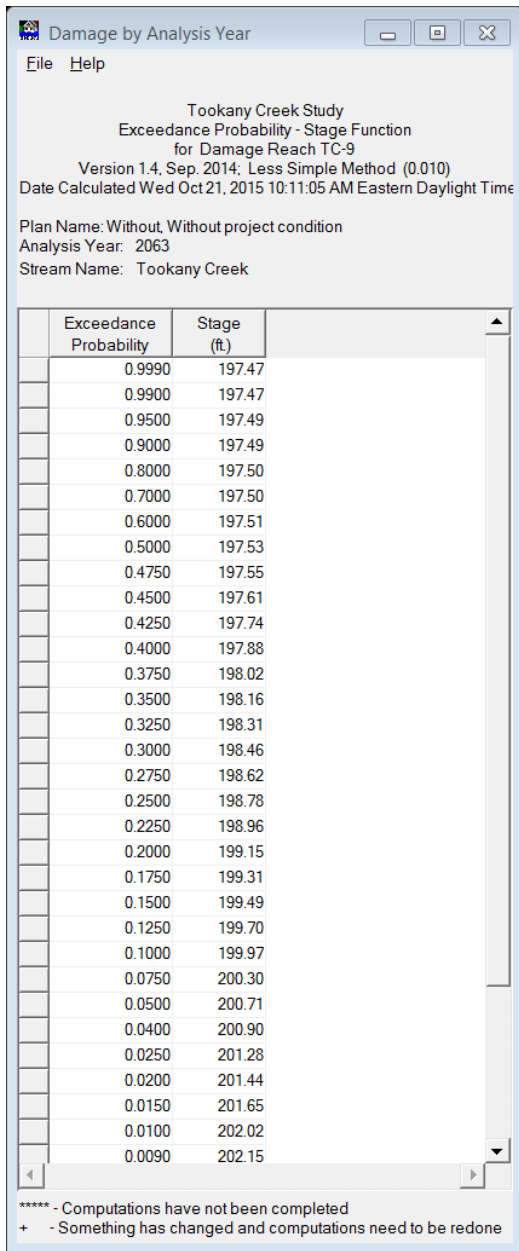 Damage by Analysis Year
File Help
Tookany Creek Study
Exceedance Probability - Stage Function
for Damage Reach TC-9
Version 1.4, Sep. 2014; Less Simple Method (0.010)
Date Calculated Wed Oct 21, 2015 10:11:05 AM Eastern Daylight Time
Plan Name: Without, Without project condition
Analysis Year: 2063
Stream Name: Tookany Creek
Exceedance Stage
Probability (ft.)
0.9990 197.47
0.9900 197.47
0.9500 197.49
0.9000 197.49
0.8000 197.50
0.7000 197.50
0.6000 197.51
0.5000 197.53
0.4750 197.55
0.4500 197.61
0.4250 197.74
0.4000 197.88
0.3750 198.02
0.3500 198.16
0.3250 198.31
0.3000 198.46
0.2750 198.62
0.2500 198.78
0.2250 198.96
0.2000 199.15
0.1750 199.31
0.1500 199.49
0.1250 199.70
0.1000 199.97
0.0750 200.30
0.0500 200.71
0.0400 200.90
0.0250 201.28
0.0200 201.44
0.0150 201.65
0.0100 202.02
0.0090 202.15
***** - Computations have not been completed
+ - Something has changed and computations need to be redone